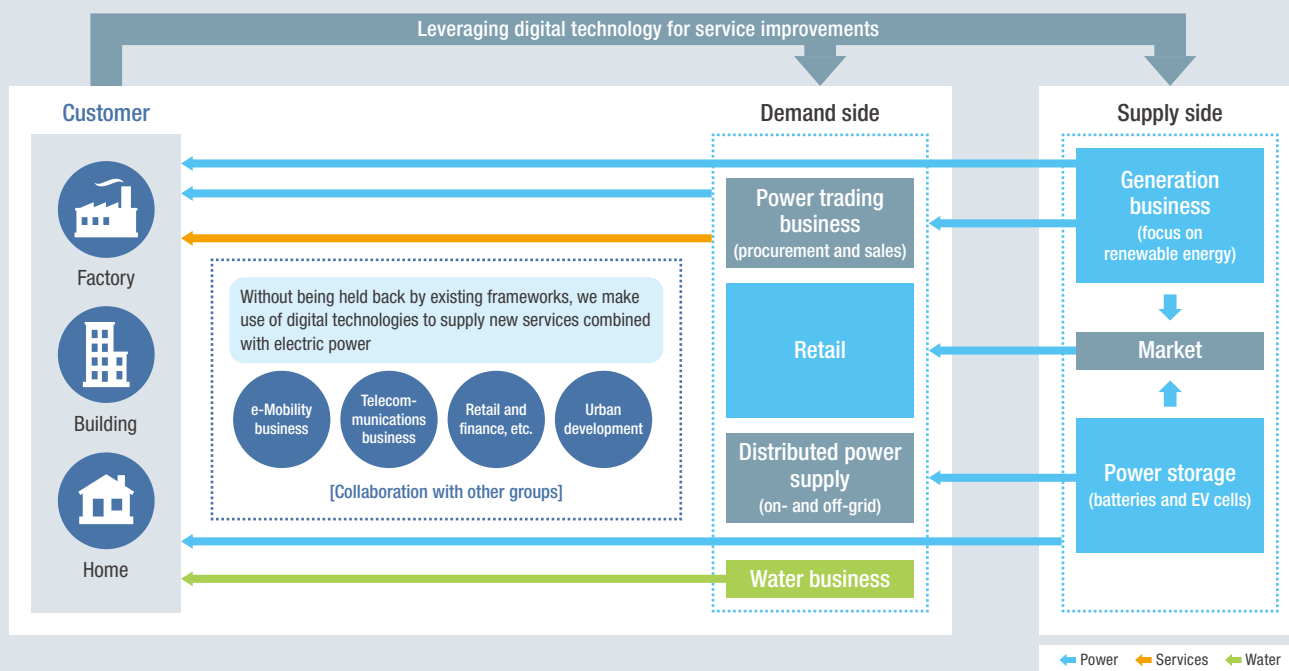 Leveraging digital technology for service improvements
Customer
Factory
Building
Home
Without being held back by existing frameworks, we make
use of digital technologies to supply new services combined
with electric power
e-Mobility
business
Telecom-
munications
business
Retail and
finance, etc.
Urban
development
[Collaboration with other groups]
Demand side
Power trading
business
(procurement and sales)
Retail
Distributed power
supply
(on- and off-grid)
Water business
Supply side
Generation
business
(focus on
renewable energy)
Market
Power storage
(batteries and EV cells)
Power
Services
Water